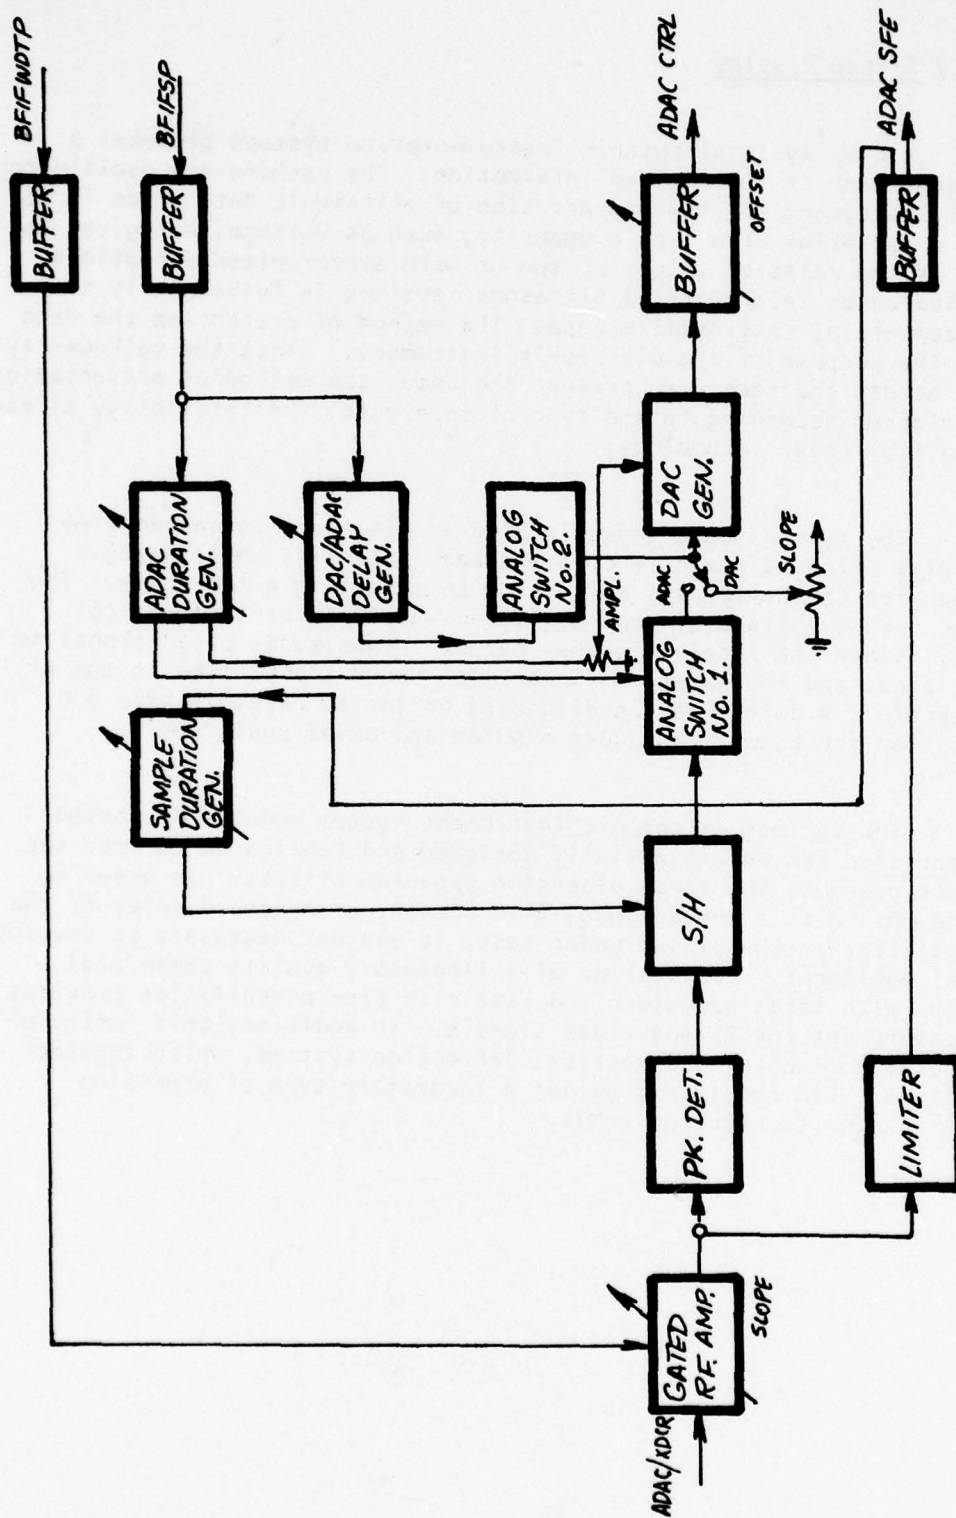 BFIFWDTP
BUFFER
BFIFSP
BUFFER
ADAC
DURATION
GEN.
DAC/ADAC
DELAY
GEN.
ANALOG
SWITCH
No. 2.
SAMPLE
DURATION
GEN.
ADAC/XDCR
GATED
RF. AMP.
SLOPE
PK. DET.
S/H
ANALOG
SWITCH
No. 1.
AMPL.
ADAC
DAC
SLOPE
DAC
GEN.
BUFFER
OFFSET
ADAC CTRL
LIMITER
BUFFER
ADAC SFE